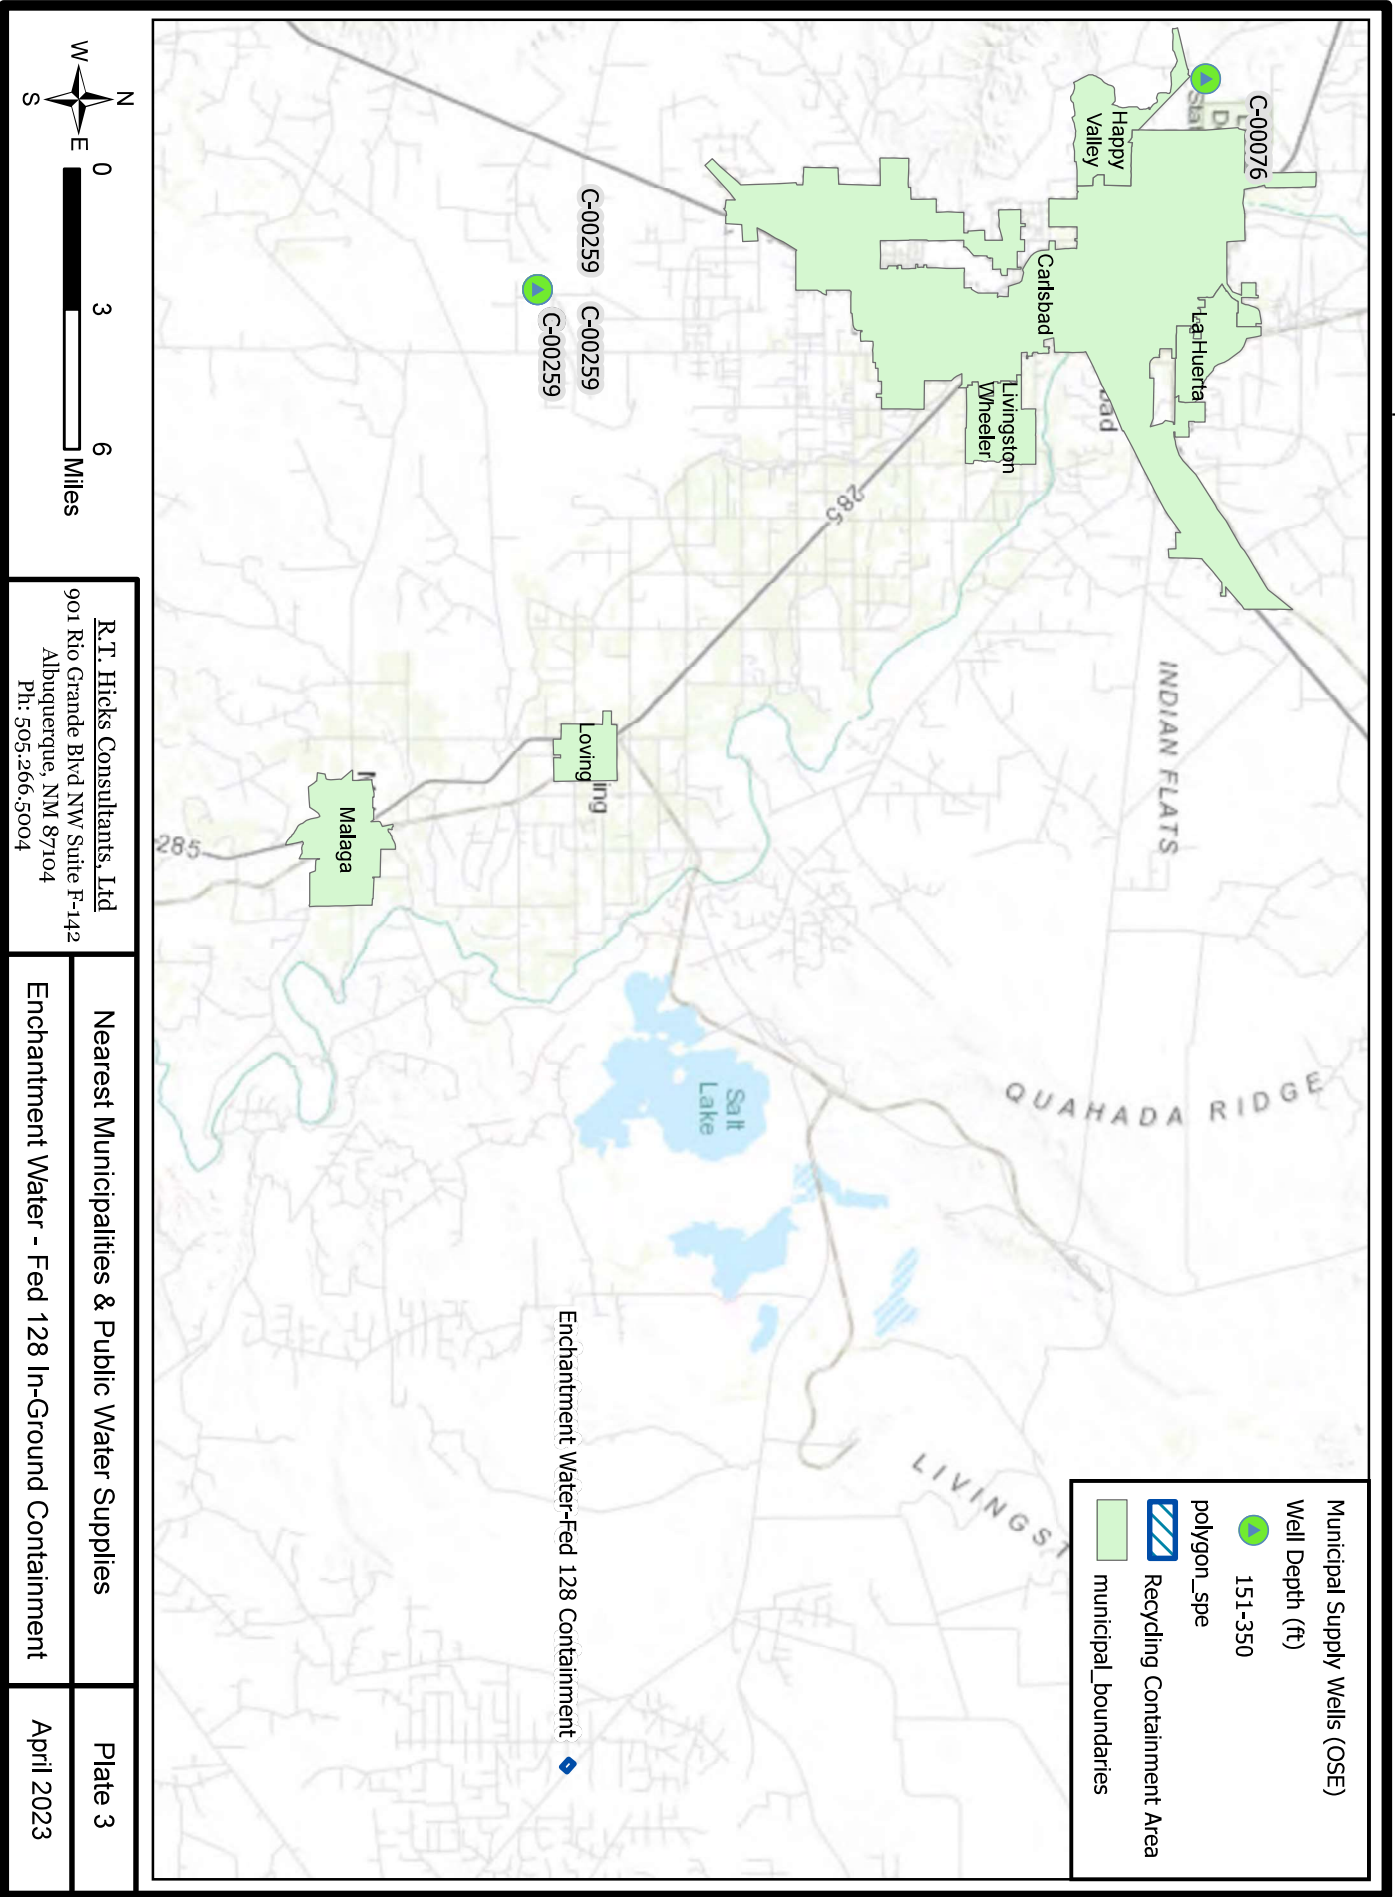 C-00076
Happy
Valley
La Huerta
Carlsbad
bad
Livingston
Wheeler
C-00259
C-00259
C-00259
285
INDIAN FLATS
QUAHADA RIDGE
Loving
ing
Malaga
285
Salt
Lake
LIVINGST
Enchantment Water-Fed 128 Containment
Municipal Supply Wells (OSE)
Well Depth (ft)
151-350
polygon_spe
Recycling Containment Area
municipal_boundaries
N
W
E
S
0 3 6
Miles
R.T. Hicks Consultants, Ltd
901 Rio Grande Blvd NW Suite F-142
Albuquerque, NM 87104
Ph: 505.266.5004
Nearest Municipalities & Public Water Supplies
Enchantment Water - Fed 128 In-Ground Containment
Plate 3
April 2023